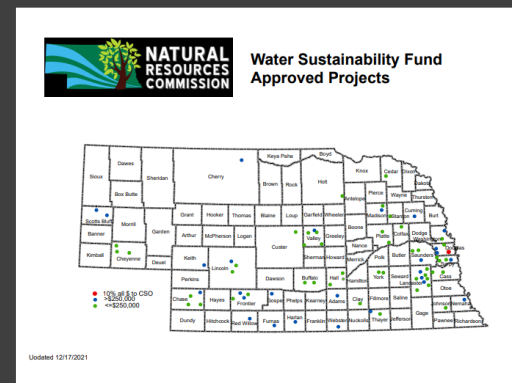 NATURAL
RESOURCES
COMMISSION
Water Sustainability Fund
Approved Projects
Keya Paha Boyd
Sioux Dawes Sheridan Cherry Brown Rock Holt Knox Cedar Dixon
Dakota
Box Butte Antelope Pierce Wayne Thurston
Scotts Bluff Morrill Garden Grant Hooker Thomas Blaine Loup Garfield Wheeler Madison Stanton Cuming Burt
Banner Arthur McPherson Logan Custer Valley Greeley Boone Platte Colfax Dodge Washington
Kimball Cheyenne Deuel Keith Lincoln Sherman Howard Nance Merrick Polk Butler Saunders Douglas
Perkins Dawson Buffalo Hall Hamilton York Seward Lancaster Cass
Otoe
Chase Hayes Frontier Gosper Phelps Kearney Adams Clay Fillmore Saline Johnson Nemaha
Dundy Hitchcock Red Willow Furnas Harlan Franklin Webster Nuckolls Thayer Jefferson Gage Pawnee Richardson
10% all $ to CSO
>$250,000
<=$250,000
Updated 12/17/2021